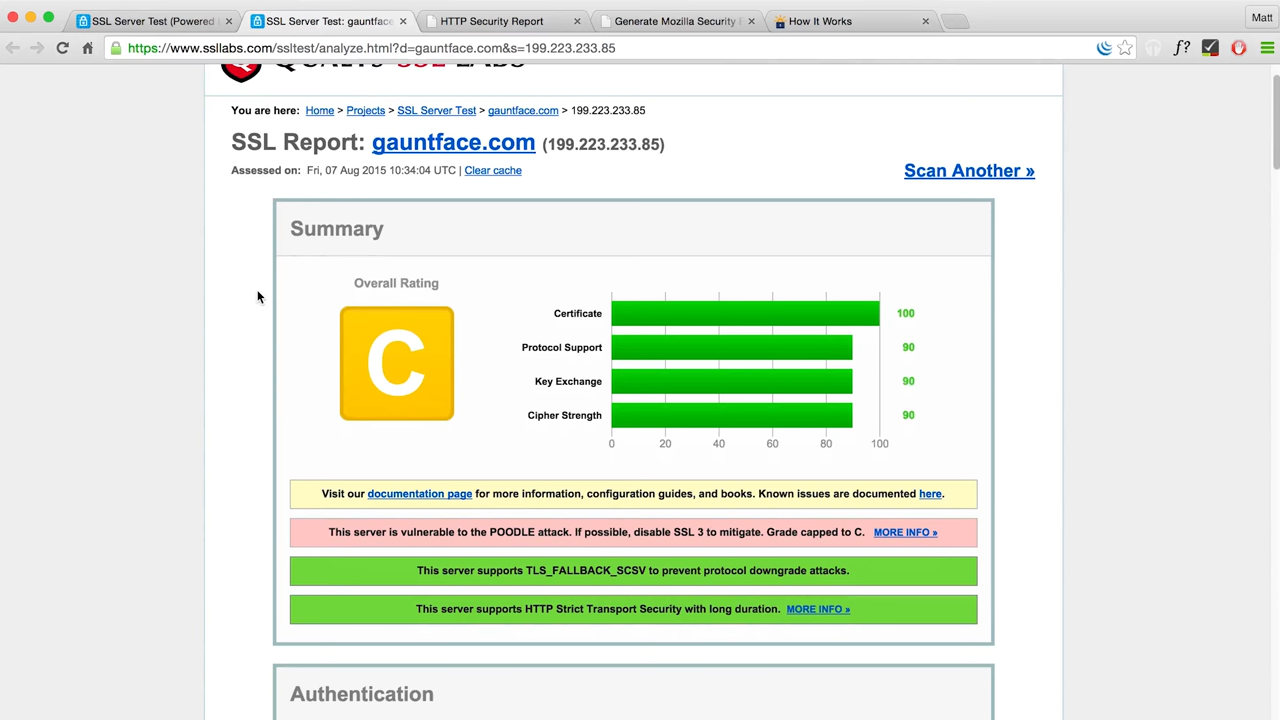 SSL Server Test (Powered
SSL Server Test: gauntface
HTTP Security Report
Generate Mozilla Security
How It Works
Matt
https://www.ssllabs.com/ssltest/analyze.html?d=gauntface.com&s=199.223.233.85
f?
QUALYS SSL LABS
You are here: Home > Projects > SSL Server Test > gauntface.com > 199.223.233.85
SSL Report: gauntface.com (199.223.233.85)
Assessed on: Fri, 07 Aug 2015 10:34:04 UTC | Clear cache
Scan Another »
Summary
Overall Rating
C
Certificate 100
Protocol Support 90
Key Exchange 90
Cipher Strength 90
0 20 40 60 80 100
Visit our documentation page for more information, configuration guides, and books. Known issues are documented here.
This server is vulnerable to the POODLE attack. If possible, disable SSL 3 to mitigate. Grade capped to C. MORE INFO »
This server supports TLS_FALLBACK_SCSV to prevent protocol downgrade attacks.
This server supports HTTP Strict Transport Security with long duration. MORE INFO »
Authentication